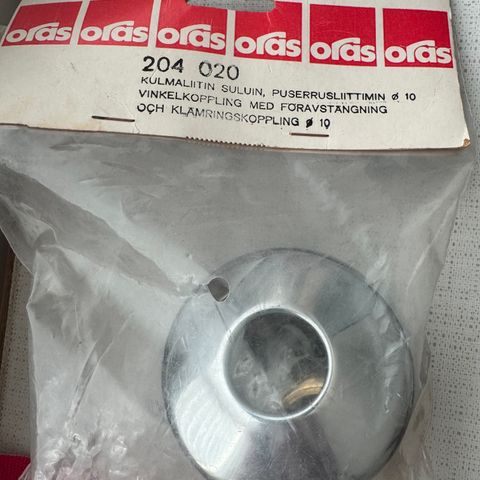 oras oras oras oras oras oras
204 020
KULMALIITIN SULUIN, PUSERRUSLIITTIMIN ø 10
VINKELKOPPLING MED FÖRAVSTÄNGNING
OCH KLÄMRINGSKOPPLING ø 10